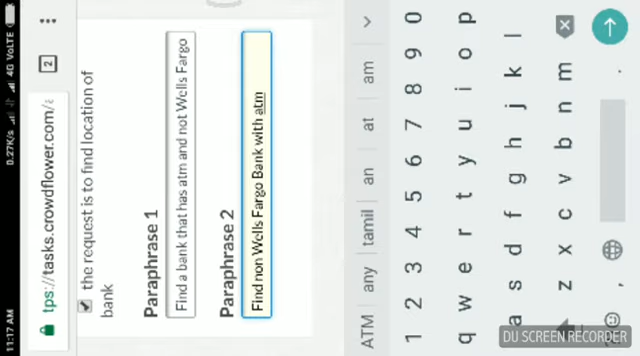 11:17 AM 0.27K/s 4G VoLTE
tps://tasks.crowdflower.com/
2
the request is to find location of
bank
Paraphrase 1
Find a bank that has atm and not Wells Fargo
Paraphrase 2
Find non Wells Fargo Bank with atm
ATM any tamil an at am
1 2 3 4 5 6 7 8 9 0
q w e r t y u i o p
a s d f g h j k l
z x c v b n m
,
DU SCREEN RECORDER